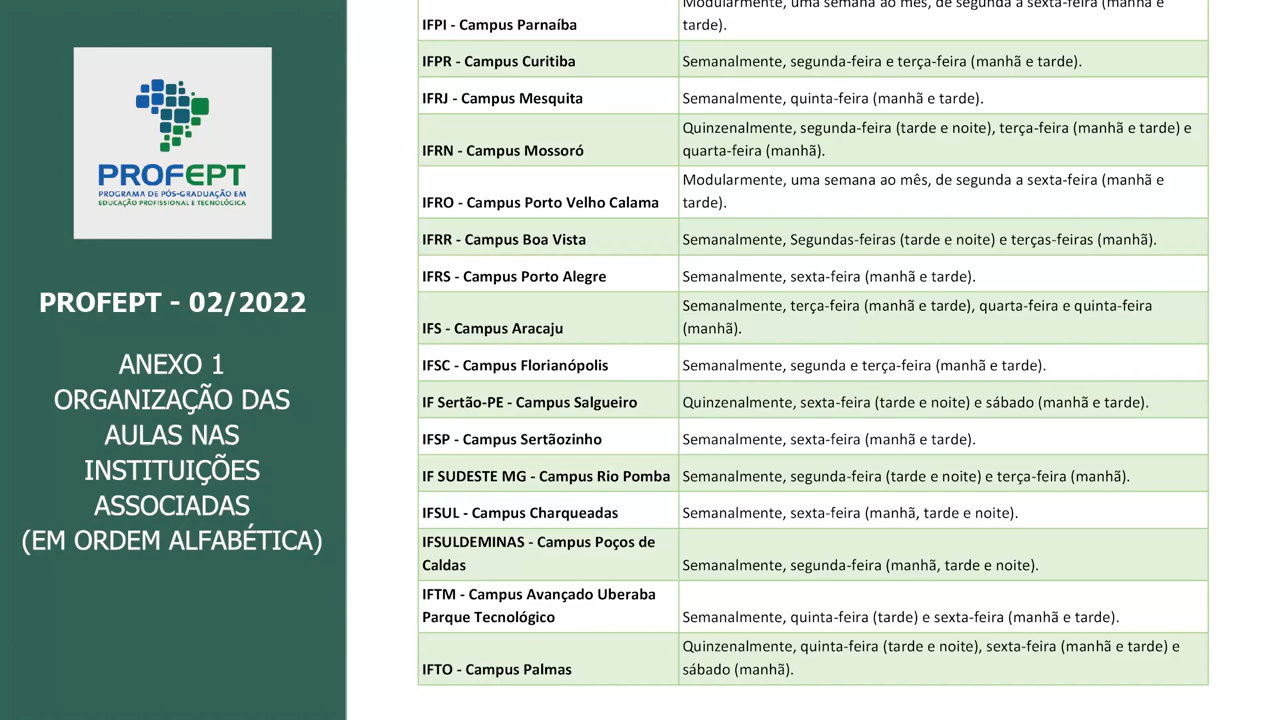 PROFEPT
PROGRAMA DE PÓS-GRADUAÇÃO EM
EDUCAÇÃO PROFISSIONAL E TECNOLÓGICA
PROFEPT - 02/2022
ANEXO 1
ORGANIZAÇÃO DAS
AULAS NAS
INSTITUIÇÕES
ASSOCIADAS
(EM ORDEM ALFABÉTICA)
Modularmente, uma semana ao mês, de segunda a sexta-feira (manhã e
IFPI - Campus Parnaíba tarde).
IFPR - Campus Curitiba Semanalmente, segunda-feira e terça-feira (manhã e tarde).
IFRJ - Campus Mesquita Semanalmente, quinta-feira (manhã e tarde).
Quinzenalmente, segunda-feira (tarde e noite), terça-feira (manhã e tarde) e
IFRN - Campus Mossoró quarta-feira (manhã).
Modularmente, uma semana ao mês, de segunda a sexta-feira (manhã e
IFRO - Campus Porto Velho Calama tarde).
IFRR - Campus Boa Vista Semanalmente, Segundas-feiras (tarde e noite) e terças-feiras (manhã).
IFRS - Campus Porto Alegre Semanalmente, sexta-feira (manhã e tarde).
Semanalmente, terça-feira (manhã e tarde), quarta-feira e quinta-feira
IFS - Campus Aracaju (manhã).
IFSC - Campus Florianópolis Semanalmente, segunda e terça-feira (manhã e tarde).
IF Sertão-PE - Campus Salgueiro Quinzenalmente, sexta-feira (tarde e noite) e sábado (manhã e tarde).
IFSP - Campus Sertãozinho Semanalmente, sexta-feira (manhã e tarde).
IF SUDESTE MG - Campus Rio Pomba Semanalmente, segunda-feira (tarde e noite) e terça-feira (manhã).
IFSUL - Campus Charqueadas Semanalmente, sexta-feira (manhã, tarde e noite).
IFSULDEMINAS - Campus Poços de
Caldas Semanalmente, segunda-feira (manhã, tarde e noite).
IFTM - Campus Avançado Uberaba
Parque Tecnológico Semanalmente, quinta-feira (tarde) e sexta-feira (manhã e tarde).
Quinzenalmente, quinta-feira (tarde e noite), sexta-feira (manhã e tarde) e
IFTO - Campus Palmas sábado (manhã).